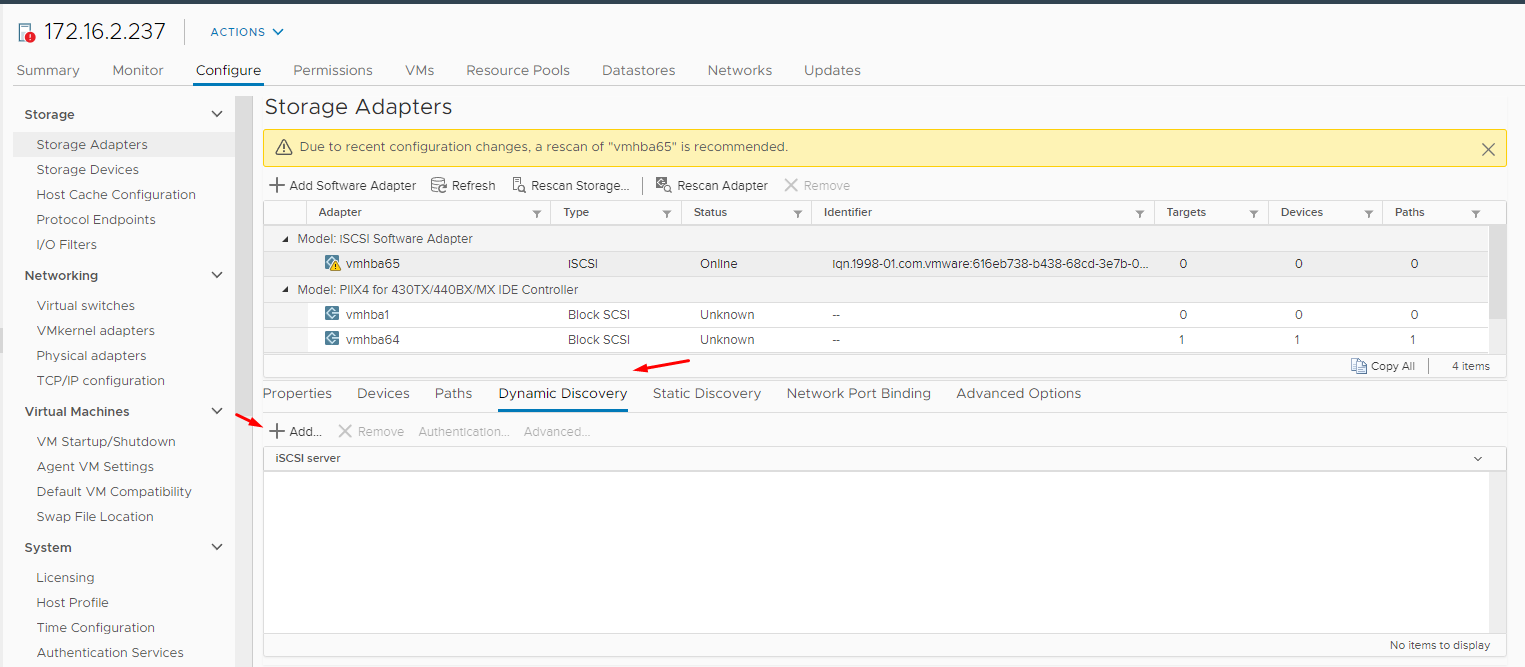 172.16.2.237 ACTIONS
Summary Monitor Configure Permissions VMs Resource Pools Datastores Networks Updates
Storage
Storage Adapters
Storage Devices
Host Cache Configuration
Protocol Endpoints
I/O Filters
Networking
Virtual switches
VMkernel adapters
Physical adapters
TCP/IP configuration
Virtual Machines
VM Startup/Shutdown
Agent VM Settings
Default VM Compatibility
Swap File Location
System
Licensing
Host Profile
Time Configuration
Authentication Services
Storage Adapters
Due to recent configuration changes, a rescan of "vmhba65" is recommended.
Add Software Adapter Refresh Rescan Storage... Rescan Adapter Remove
Adapter Type Status Identifier Targets Devices Paths
Model: iSCSI Software Adapter
vmhba65 iSCSI Online iqn.1998-01.com.vmware:616eb738-b438-68cd-3e7b-0... 0 0 0
Model: PIIX4 for 430TX/440BX/MX IDE Controller
vmhba1 Block SCSI Unknown -- 0 0 0
vmhba64 Block SCSI Unknown -- 1 1 1
Copy All 4 items
Properties Devices Paths Dynamic Discovery Static Discovery Network Port Binding Advanced Options
Add... Remove Authentication... Advanced...
iSCSI server
No items to display